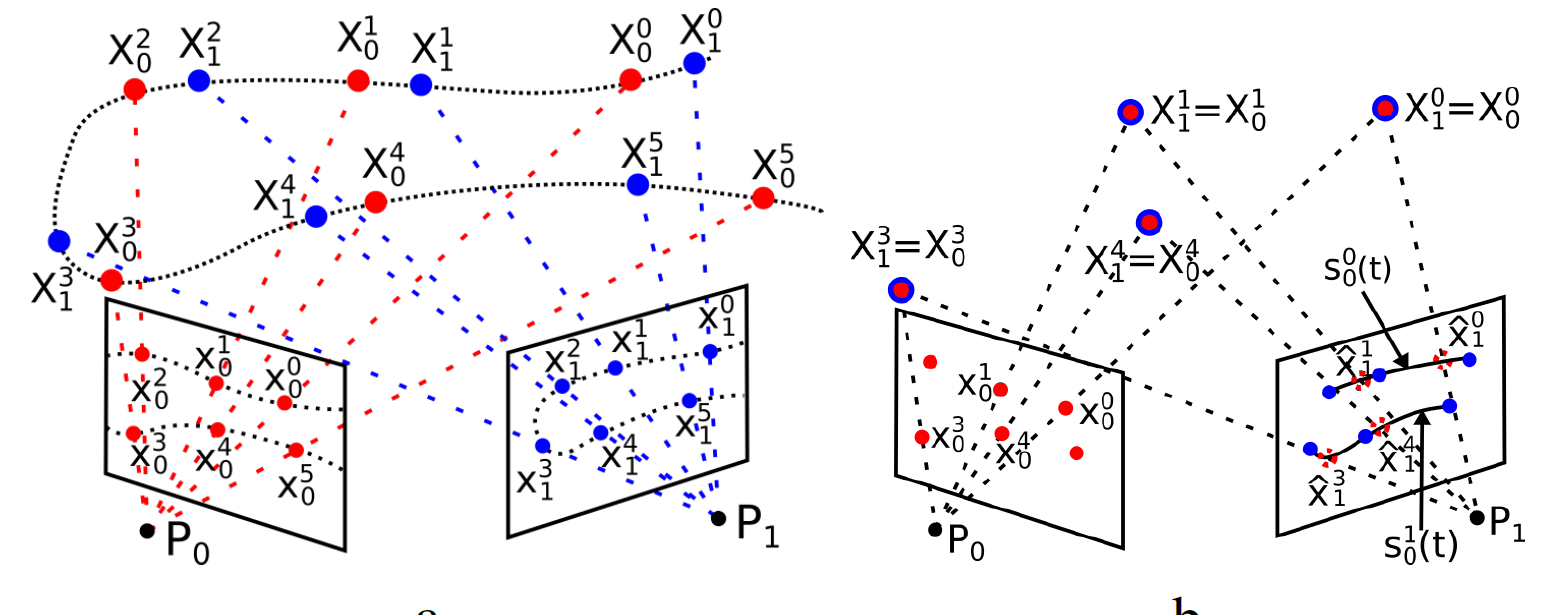 X₀² X₁² X₀¹ X₁¹ X₀⁰ X₁⁰
X₁⁴ X₀⁴ X₁⁵ X₀⁵
X₁³ X₀³
x₀² x₀¹ x₀⁰
x₀³ x₀⁴ x₀⁵
x₁² x₁¹ x₁⁰
x₁³ x₁⁴ x₁⁵
P₀ P₁
X₁¹=X₀¹ X₁⁰=X₀⁰
X₁³=X₀³ X₁⁴=X₀⁴
s₀⁰(t)
x₀¹ x₀⁰
x₀³ x₀⁴
x̂₁¹ x̂₁⁰
x̂₁³ x̂₁⁴
P₀ s₀¹(t) P₁